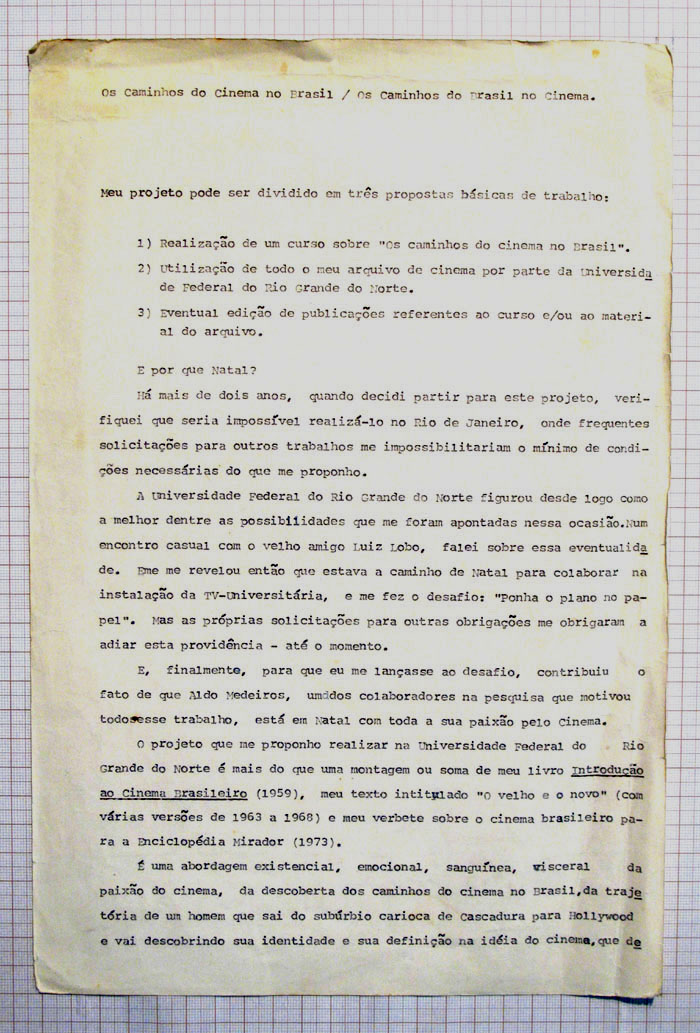 Os Caminhos do Cinema no Brasil / Os Caminhos do Brasil no Cinema.
Meu projeto pode ser dividido em três propostas básicas de trabalho:
1) Realização de um curso sobre "Os caminhos do cinema no Brasil".
2) Utilização de todo o meu arquivo de cinema por parte da Universida
de Federal do Rio Grande do Norte.
3) Eventual edição de publicações referentes ao curso e/ou ao materi-
al do arquivo.
E por que Natal?
Há mais de dois anos, quando decidi partir para este projeto, veri-
fiquei que seria impossível realizá-lo no Rio de Janeiro, onde frequentes
solicitações para outros trabalhos me impossibilitariam o mínimo de condi-
ções necessárias do que me proponho.
A Universidade Federal do Rio Grande do Norte figurou desde logo como
a melhor dentre as possibilidades que me foram apontadas nessa ocasião.Num
encontro casual com o velho amigo Luiz Lobo, falei sobre essa eventualida
de. Eme me revelou então que estava a caminho de Natal para colaborar na
instalação da TV-Universitária, e me fez o desafio: "Ponha o plano no pa-
pel". Mas as próprias solicitações para outras obrigações me obrigaram a
adiar esta providência - até o momento.
E, finalmente, para que eu me lançasse ao desafio, contribuiu o
fato de que Aldo Medeiros, umddos colaboradores na pesquisa que motivou
todosesse trabalho, está em Natal com toda a sua paixão pelo Cinema.
O projeto que me proponho realizar na Universidade Federal do Rio
Grande do Norte é mais do que uma montagem ou soma de meu livro Introdução
ao Cinema Brasileiro (1959), meu texto intitulado "O velho e o novo" (com
várias versões de 1963 a 1968) e meu verbete sobre o cinema brasileiro pa-
ra a Enciclopédia Mirador (1973).
É uma abordagem existencial, emocional, sanguínea, visceral da
paixão do cinema, da descoberta dos caminhos do cinema no Brasil,da traje
tória de um homem que sai do subúrbio carioca de Cascadura para Hollywood
e vai descobrindo sua identidade e sua definição na idéia do cinema,que de